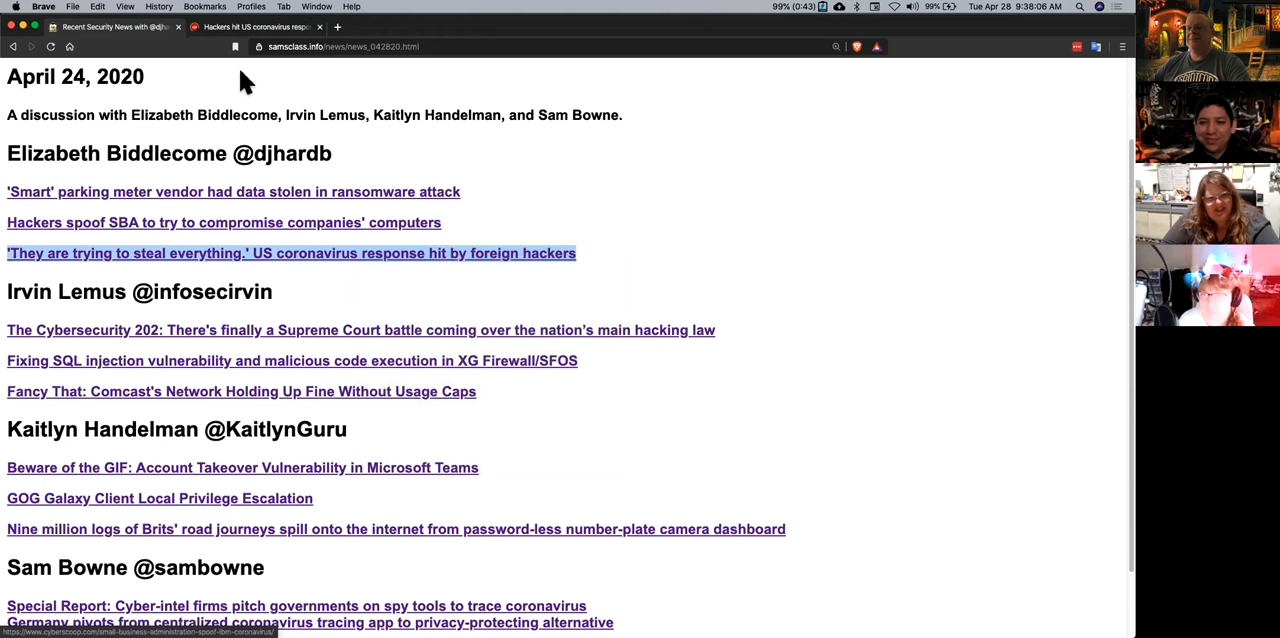 Brave File Edit View History Bookmarks Profiles Tab Window Help 99% (0:43) 99% Tue Apr 28 9:38:06 AM
Recent Security News with @djha Hackers hit US coronavirus resp
samsclass.info/news/news_042820.html
April 24, 2020
A discussion with Elizabeth Biddlecome, Irvin Lemus, Kaitlyn Handelman, and Sam Bowne.
Elizabeth Biddlecome @djhardb
'Smart' parking meter vendor had data stolen in ransomware attack
Hackers spoof SBA to try to compromise companies' computers
'They are trying to steal everything.' US coronavirus response hit by foreign hackers
Irvin Lemus @infosecirvin
The Cybersecurity 202: There's finally a Supreme Court battle coming over the nation’s main hacking law
Fixing SQL injection vulnerability and malicious code execution in XG Firewall/SFOS
Fancy That: Comcast's Network Holding Up Fine Without Usage Caps
Kaitlyn Handelman @KaitlynGuru
Beware of the GIF: Account Takeover Vulnerability in Microsoft Teams
GOG Galaxy Client Local Privilege Escalation
Nine million logs of Brits' road journeys spill onto the internet from password-less number-plate camera dashboard
Sam Bowne @sambowne
Special Report: Cyber-intel firms pitch governments on spy tools to trace coronavirus
Germany pivots from centralized coronavirus tracing app to privacy-protecting alternative
https://www.cyberscoop.com/small-business-administration-spoof-ibm-coronavirus/